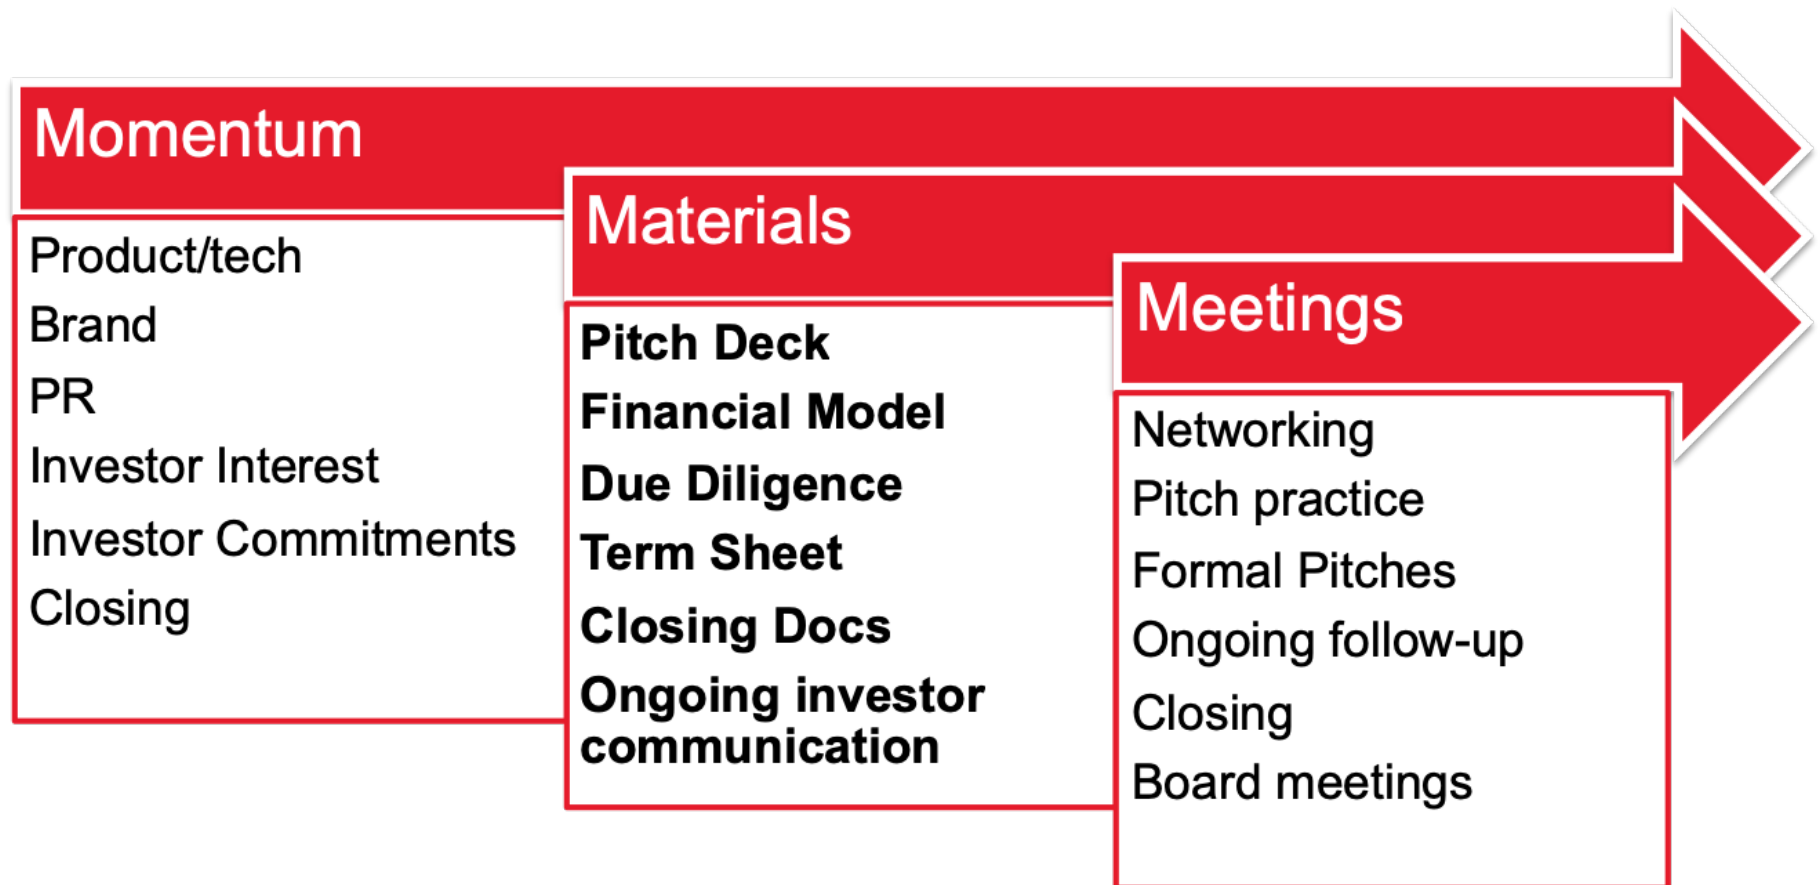 Momentum
Product/tech
Brand
PR
Investor Interest
Investor Commitments
Closing
Materials
Pitch Deck
Financial Model
Due Diligence
Term Sheet
Closing Docs
Ongoing investor
communication
Meetings
Networking
Pitch practice
Formal Pitches
Ongoing follow-up
Closing
Board meetings